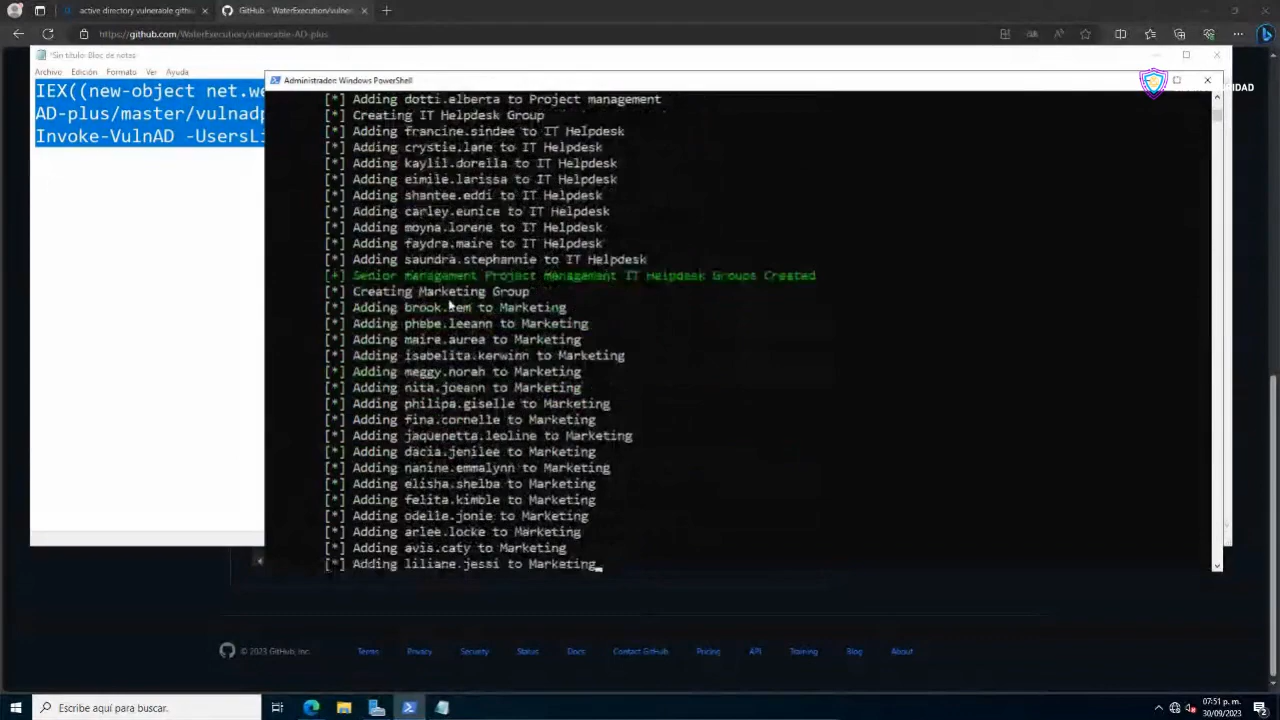 active directory vulnerable githu
GitHub - WaterExecution/vulner
https://github.com/WaterExecution/vulnerable-AD-plus
*Sin título: Bloc de notas
Archivo Edición Formato Ver Ayuda
IEX((new-object net.we
AD-plus/master/vulnadp
Invoke-VulnAD -UsersLi
Administrador: Windows PowerShell
DAD
[*] Adding dotti.elberta to Project management
[*] Creating IT Helpdesk Group
[*] Adding francine.sindee to IT Helpdesk
[*] Adding crystie.lane to IT Helpdesk
[*] Adding kaylil.dorella to IT Helpdesk
[*] Adding eimile.larissa to IT Helpdesk
[*] Adding shantee.eddi to IT Helpdesk
[*] Adding carley.eunice to IT Helpdesk
[*] Adding moyna.lorene to IT Helpdesk
[*] Adding faydra.maire to IT Helpdesk
[*] Adding saundra.stephannie to IT Helpdesk
[+] Senior management Project Management IT Helpdesk Groups Created
[*] Creating Marketing Group
[*] Adding to Marketing
[*] Adding phebe.leeann to Marketing
[*] Adding maire.aurea to Marketing
[*] Adding isabelita.kerwinn to Marketing
[*] Adding meggy.norah to Marketing
[*] Adding nita.joeann to Marketing
[*] Adding philipa.giselle to Marketing
[*] Adding fina.cornelle to Marketing
[*] Adding jaquenetta.leoline to Marketing
[*] Adding dacia.jenilee to Marketing
[*] Adding nanine.emmalynn to Marketing
[*] Adding elisha.shelba to Marketing
[*] Adding felita.kimble to Marketing
[*] Adding odelle.jonie to Marketing
[*] Adding arlee.locke to Marketing
[*] Adding avis.caty to Marketing
[*] Adding liliane.jessi to Marketing
© 2023 GitHub, Inc. Terms Privacy Security Status Docs Contact GitHub Pricing API Training Blog About
Escribe aquí para buscar.
07:51 p. m.
30/09/2023
2